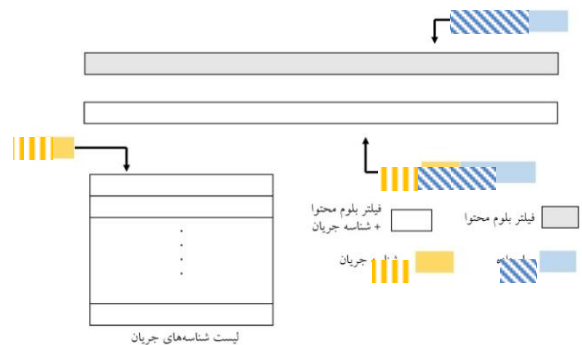 فیلتر بلوم محتوا
فیلتر بلوم محتوا
+ شناسه جریان
جریان
لیست شناسه‌های جریان